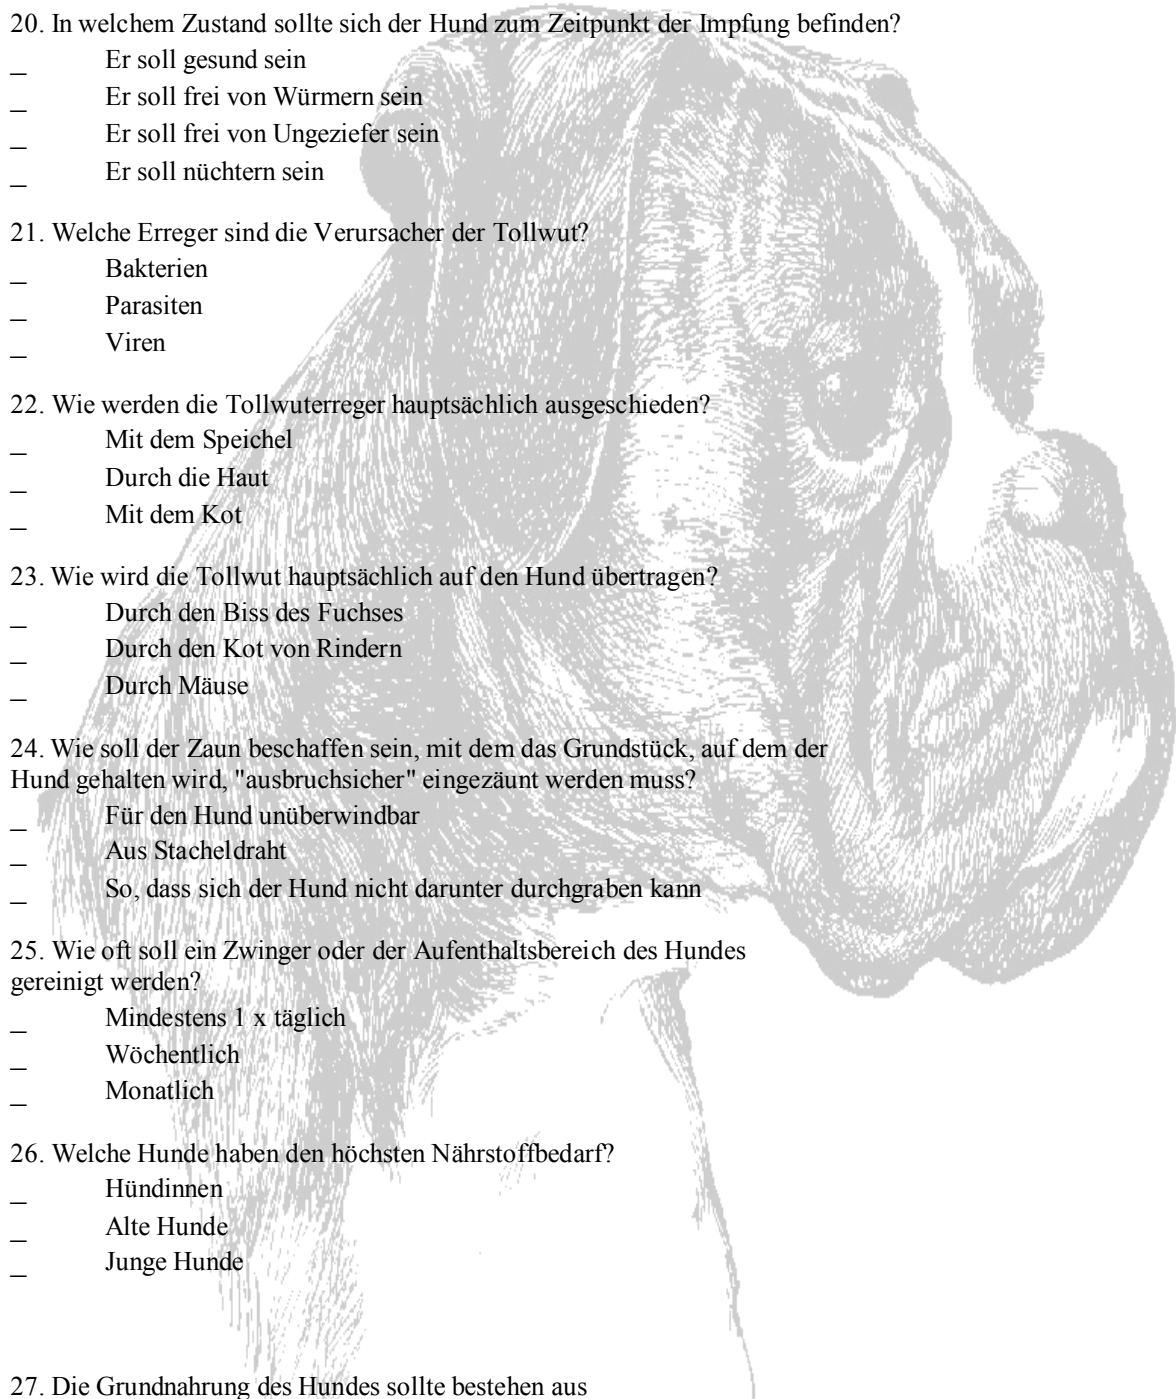 20. In welchem Zustand sollte sich der Hund zum Zeitpunkt der Impfung befinden?
_ Er soll gesund sein
_ Er soll frei von Würmern sein
_ Er soll frei von Ungeziefer sein
_ Er soll nüchtern sein
21. Welche Erreger sind die Verursacher der Tollwut?
_ Bakterien
_ Parasiten
_ Viren
22. Wie werden die Tollwuterreger hauptsächlich ausgeschieden?
_ Mit dem Speichel
_ Durch die Haut
_ Mit dem Kot
23. Wie wird die Tollwut hauptsächlich auf den Hund übertragen?
_ Durch den Biss des Fuchses
_ Durch den Kot von Rindern
_ Durch Mäuse
24. Wie soll der Zaun beschaffen sein, mit dem das Grundstück, auf dem der
Hund gehalten wird, "ausbruchsicher" eingezäunt werden muss?
_ Für den Hund unüberwindbar
_ Aus Stacheldraht
_ So, dass sich der Hund nicht darunter durchgraben kann
25. Wie oft soll ein Zwinger oder der Aufenthaltsbereich des Hundes
gereinigt werden?
_ Mindestens 1 x täglich
_ Wöchentlich
_ Monatlich
26. Welche Hunde haben den höchsten Nährstoffbedarf?
_ Hündinnen
_ Alte Hunde
_ Junge Hunde
27. Die Grundnahrung des Hundes sollte bestehen aus